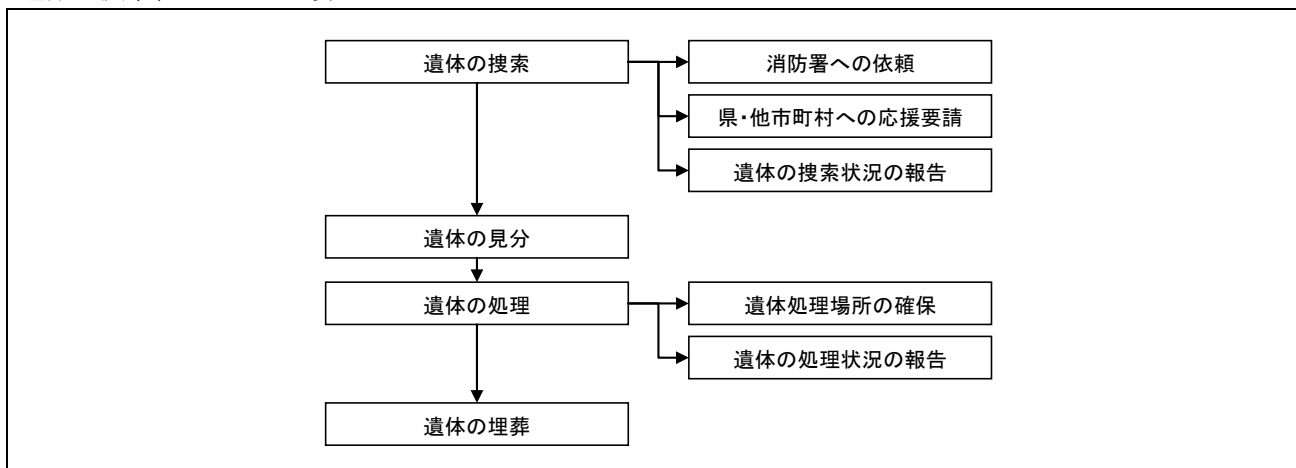 遺体の捜索
消防署への依頼
県・他市町村への応援要請
遺体の捜索状況の報告
遺体の見分
遺体の処理
遺体処理場所の確保
遺体の処理状況の報告
遺体の埋葬